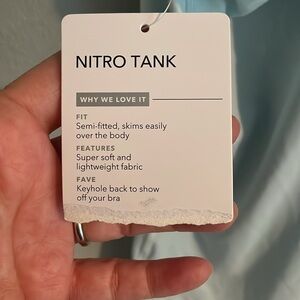 NITRO TANK
WHY WE LOVE IT
FIT
Semi-fitted, skims easily
over the body
FEATURES
Super soft and
lightweight fabric
FAVE
Keyhole back to show
off your bra